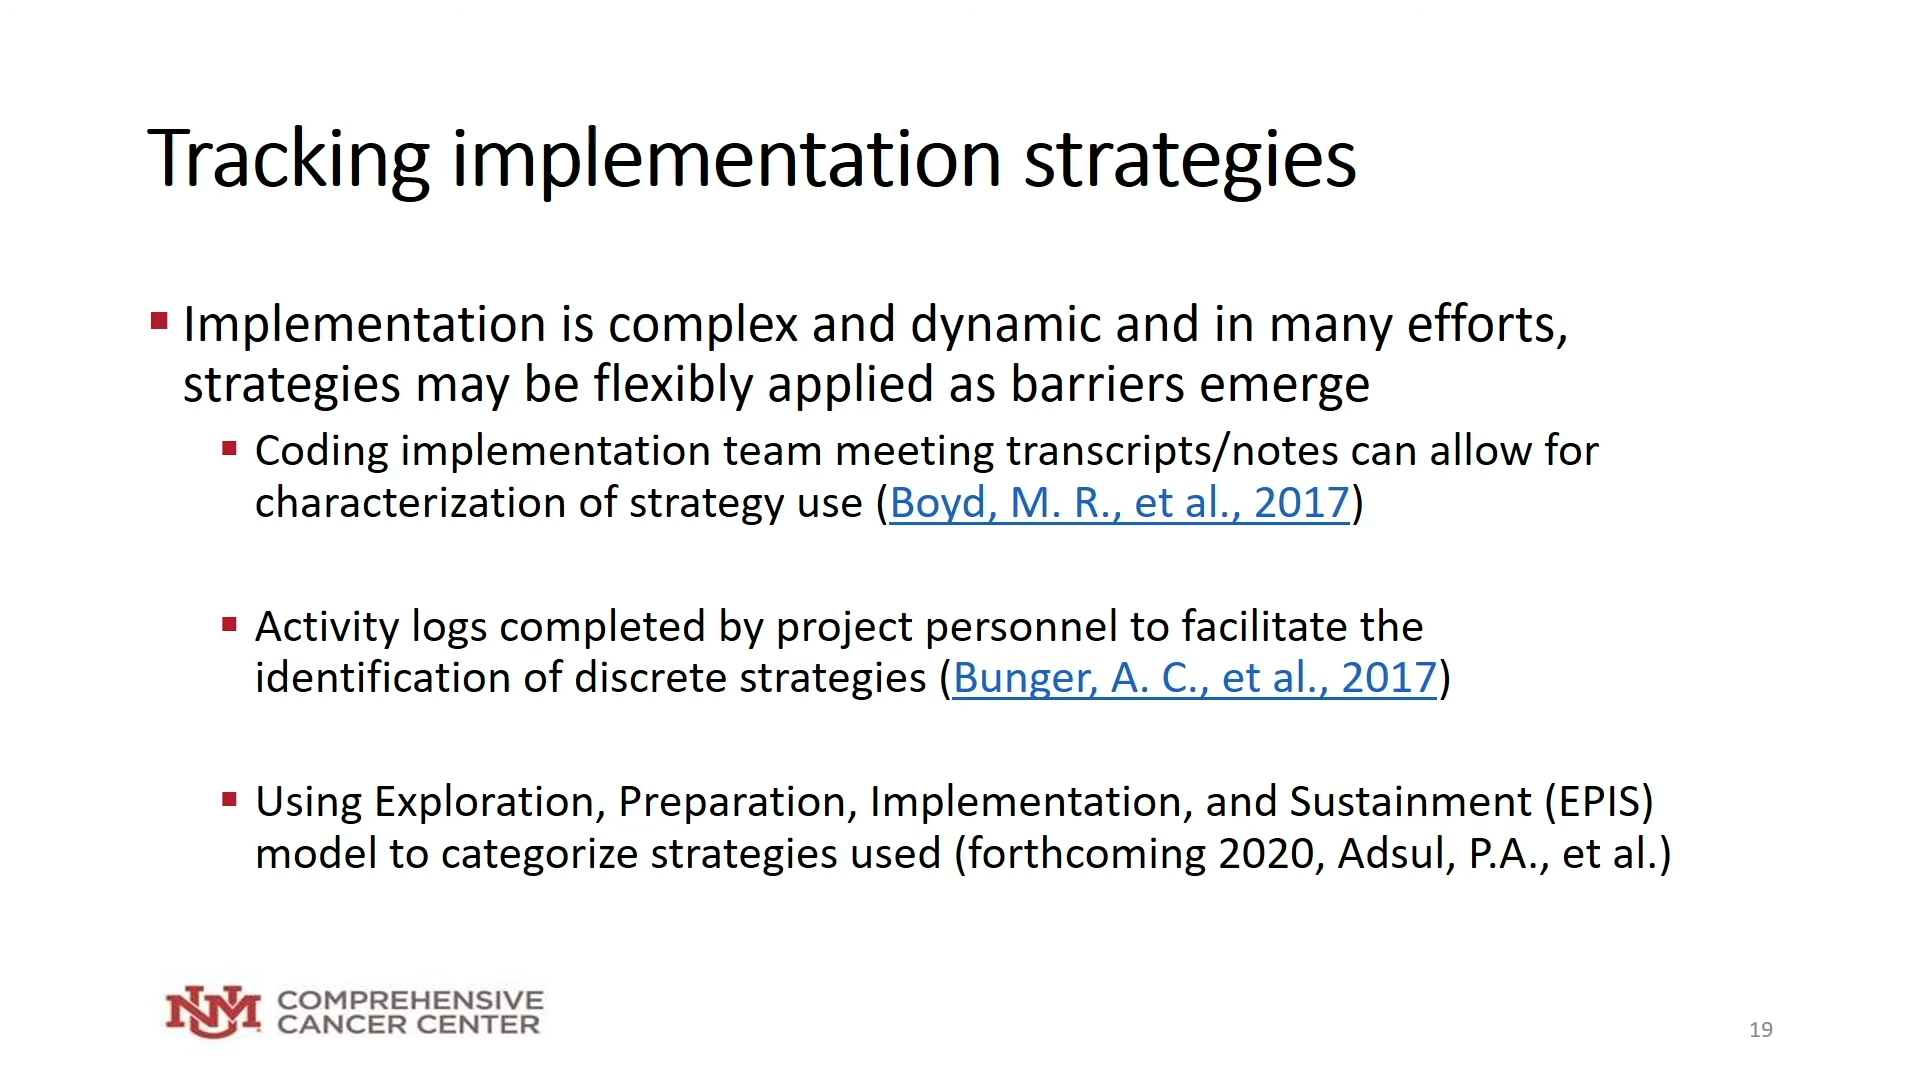 Tracking implementation strategies
Implementation is complex and dynamic and in many efforts,
strategies may be flexibly applied as barriers emerge
Coding implementation team meeting transcripts/notes can allow for
characterization of strategy use (Boyd, M. R., et al., 2017)
Activity logs completed by project personnel to facilitate the
identification of discrete strategies (Bunger, A. C., et al., 2017)
Using Exploration, Preparation, Implementation, and Sustainment (EPIS)
model to categorize strategies used (forthcoming 2020, Adsul, P.A., et al.)
UNM COMPREHENSIVE
CANCER CENTER
19